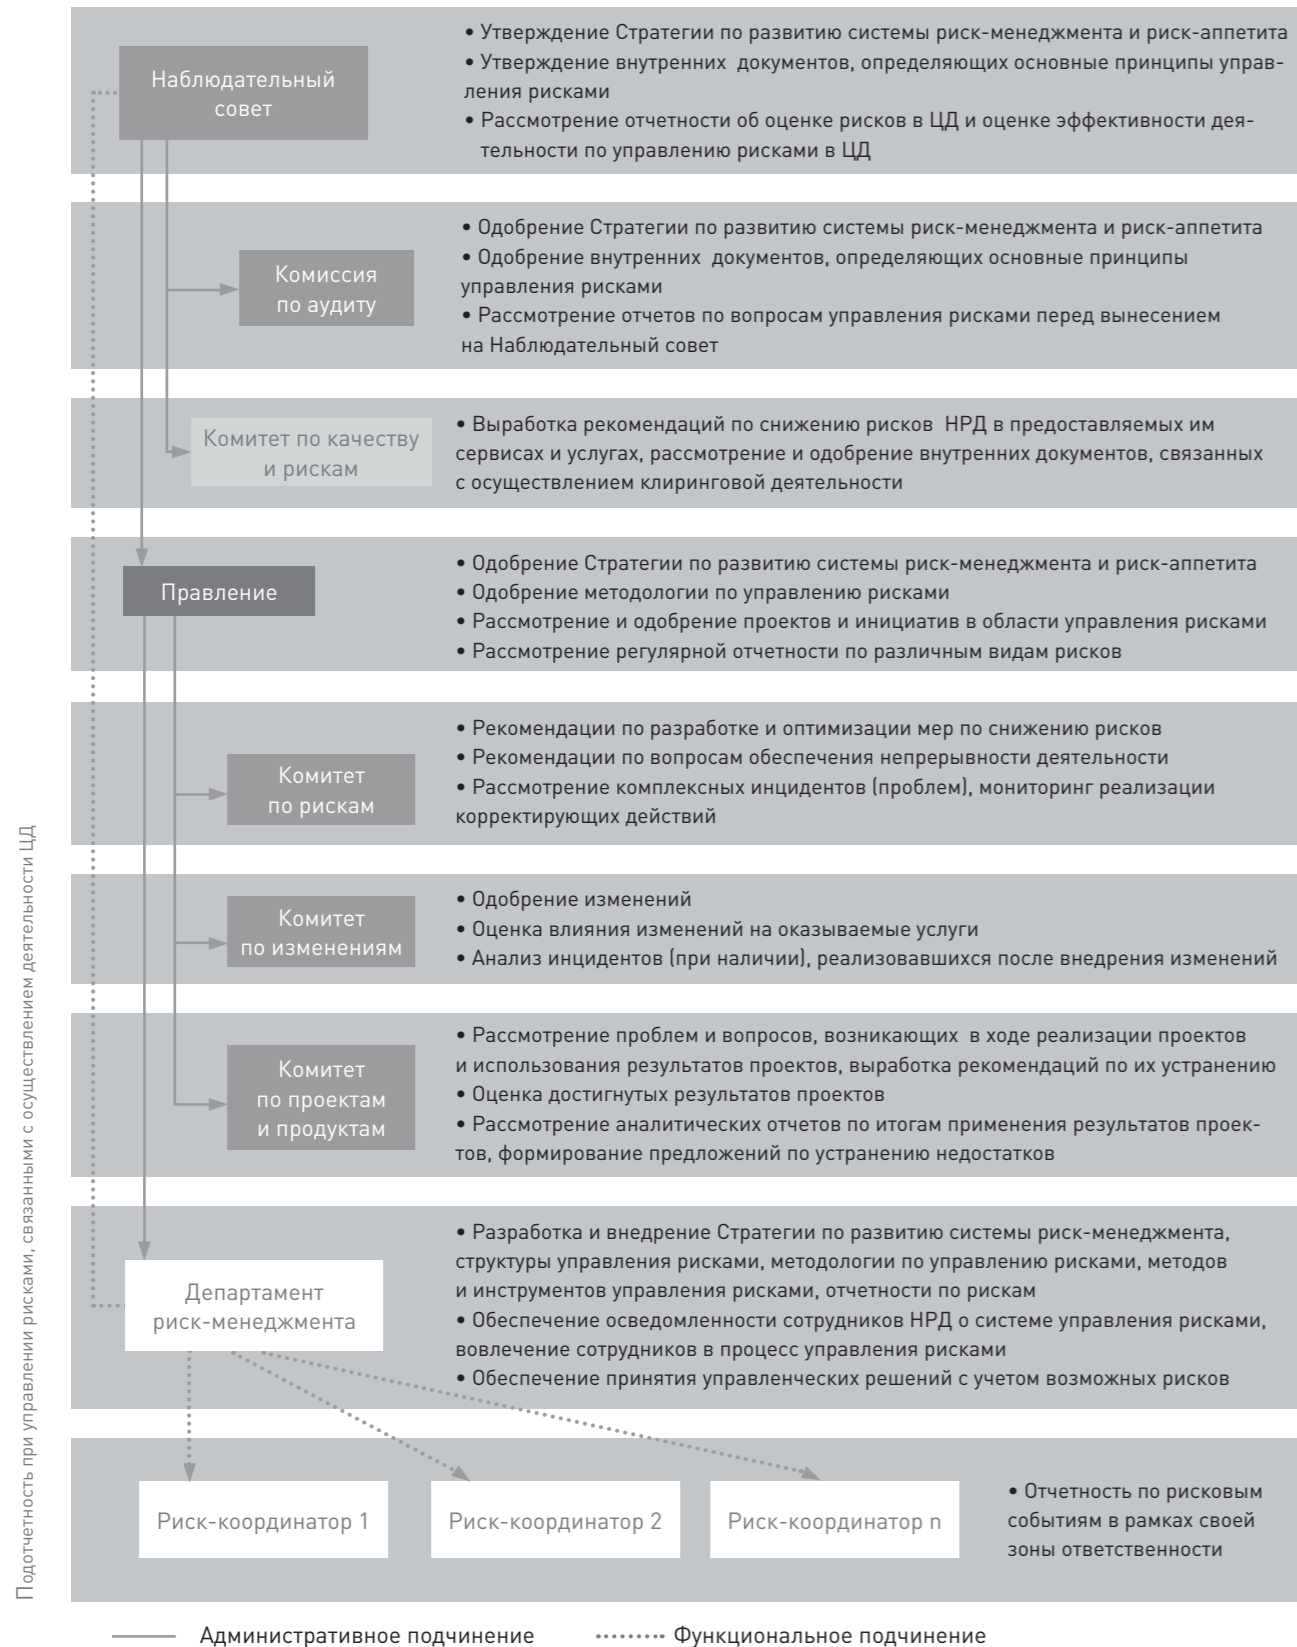 • Утверждение Стратегии по развитию системы риск-менеджмента и риск-аппетита
• Утверждение внутренних документов, определяющих основные принципы управ-
ления рисками
• Рассмотрение отчетности об оценке рисков в ЦД и оценке эффективности дея-
тельности по управлению рисками в ЦД
Наблюдательный
совет
• Одобрение Стратегии по развитию системы риск-менеджмента и риск-аппетита
• Одобрение внутренних документов, определяющих основные принципы
управления рисками
• Рассмотрение отчетов по вопросам управления рисками перед вынесением
на Наблюдательный совет
Комиссия
по аудиту
• Выработка рекомендаций по снижению рисков НРД в предоставляемых им
сервисах и услугах, рассмотрение и одобрение внутренних документов, связанных
с осуществлением клиринговой деятельности
Комитет по качеству
и рискам
• Одобрение Стратегии по развитию системы риск-менеджмента и риск-аппетита
• Одобрение методологии по управлению рисками
• Рассмотрение и одобрение проектов и инициатив в области управления рисками
• Рассмотрение регулярной отчетности по различным видам рисков
Правление
• Рекомендации по разработке и оптимизации мер по снижению рисков
• Рекомендации по вопросам обеспечения непрерывности деятельности
• Рассмотрение комплексных инцидентов (проблем), мониторинг реализации
корректирующих действий
Комитет
по рискам
• Одобрение изменений
• Оценка влияния изменений на оказываемые услуги
• Анализ инцидентов (при наличии), реализовавшихся после внедрения изменений
Комитет
по изменениям
• Рассмотрение проблем и вопросов, возникающих в ходе реализации проектов
и использования результатов проектов, выработка рекомендаций по их устранению
• Оценка достигнутых результатов проектов
• Рассмотрение аналитических отчетов по итогам применения результатов проек-
тов, формирование предложений по устранению недостатков
Комитет
по проектам
и продуктам
• Разработка и внедрение Стратегии по развитию системы риск-менеджмента,
структуры управления рисками, методологии по управлению рисками, методов
и инструментов управления рисками, отчетности по рискам
• Обеспечение осведомленности сотрудников НРД о системе управления рисками,
вовлечение сотрудников в процесс управления рисками
• Обеспечение принятия управленческих решений с учетом возможных рисков
Департамент
риск-менеджмента
Риск-координатор 1
Риск-координатор 2
Риск-координатор n
• Отчетность по рисковым
событиям в рамках своей
зоны ответственности
Подотчетность при управлении рисками, связанными с осуществлением деятельности ЦД
Административное подчинение
Функциональное подчинение